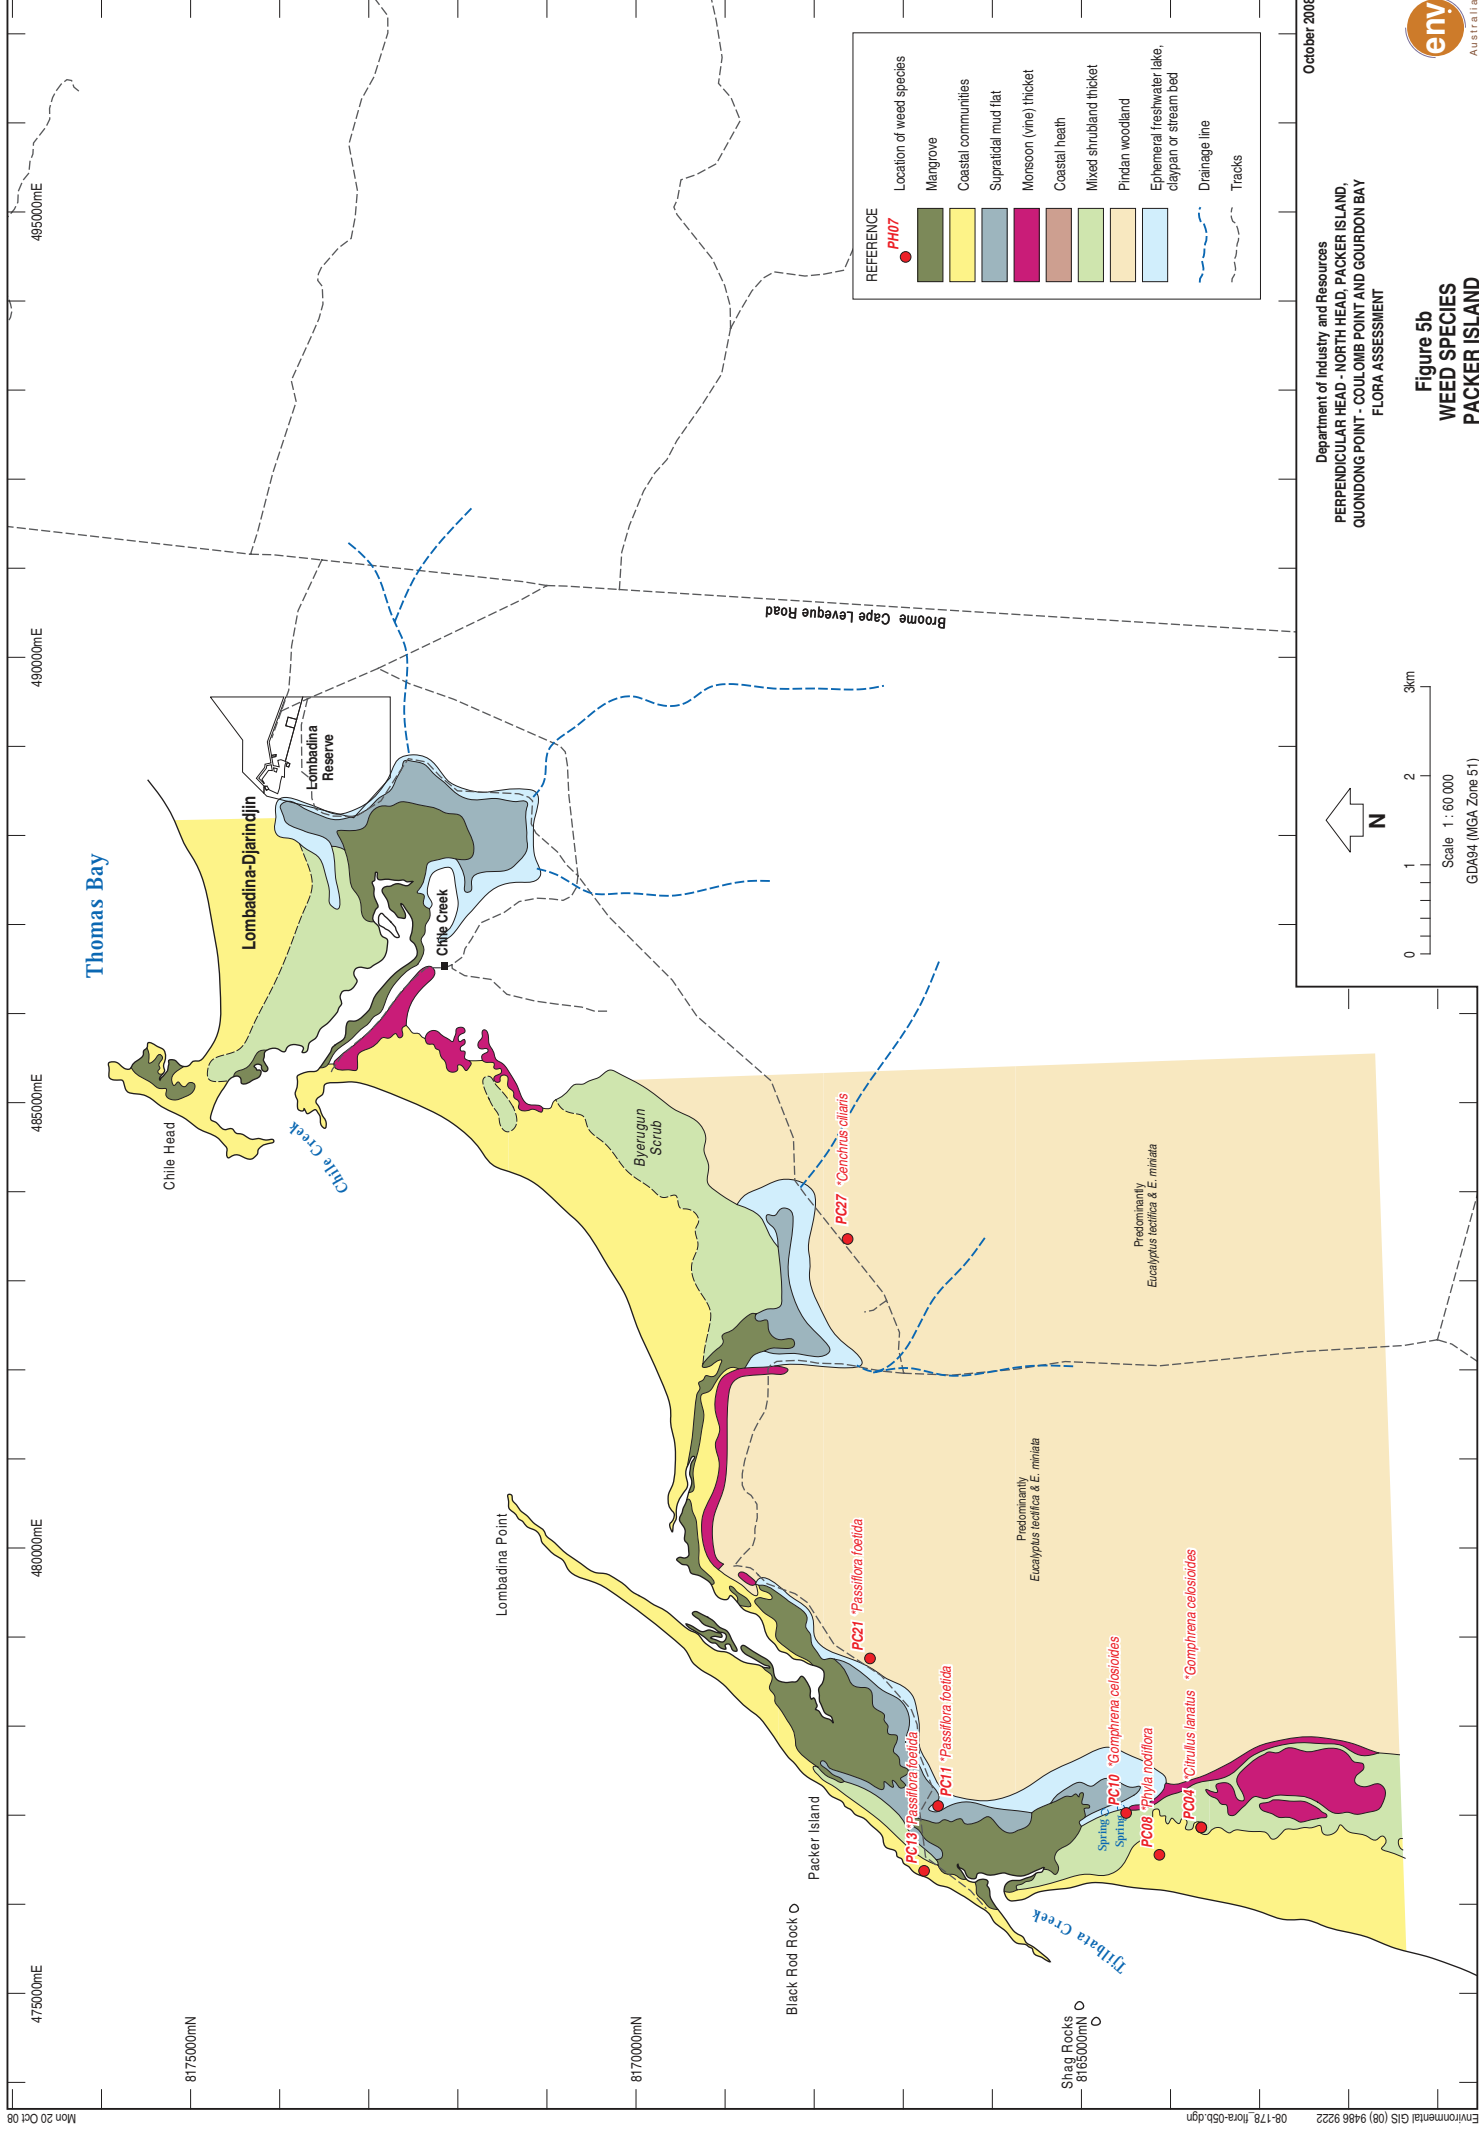 475000mE
480000mE
485000mE
490000mE
495000mE
8175000mN
8170000mN
8165000mN
Thomas Bay
Chile Head
Chile Creek
Lombadina-Djarindjin
Lombadina
Reserve
Chile Creek
Lombadina Point
Byerugun
Scrub
Broome Cape Leveque Road
Packer Island
Black Rod Rock
Shag Rocks
Tjilbata Creek
Spring
Spring
PC27 *Cenchrus ciliaris
PC21 *Passiflora foetida
PC13 *Passiflora foetida
PC11 *Passiflora foetida
PC10 *Gomphrena celosioides
PC08 *Phyla nodiflora
PC04 *Citrullus lanatus *Gomphrena celosioides
Predominantly
Eucalyptus tectifica & E. miniata
Predominantly
Eucalyptus tectifica & E. miniata
REFERENCE
PH07
Location of weed species
Mangrove
Coastal communities
Supratidal mud flat
Monsoon (vine) thicket
Coastal heath
Mixed shrubland thicket
Pindan woodland
Ephemeral freshwater lake,
claypan or stream bed
Drainage line
Tracks
N
0 1 2 3km
Scale 1 : 60 000
GDA94 (MGA Zone 51)
October 2008
Department of Industry and Resources
PERPENDICULAR HEAD - NORTH HEAD, PACKER ISLAND,
QUONDONG POINT - COULOMB POINT AND GOURDON BAY
FLORA ASSESSMENT
Figure 5b
WEED SPECIES
PACKER ISLAND
env
Australia
Environmental GIS (08) 9486 9222
08-178_flora-05b.dgn
Mon 20 Oct 08